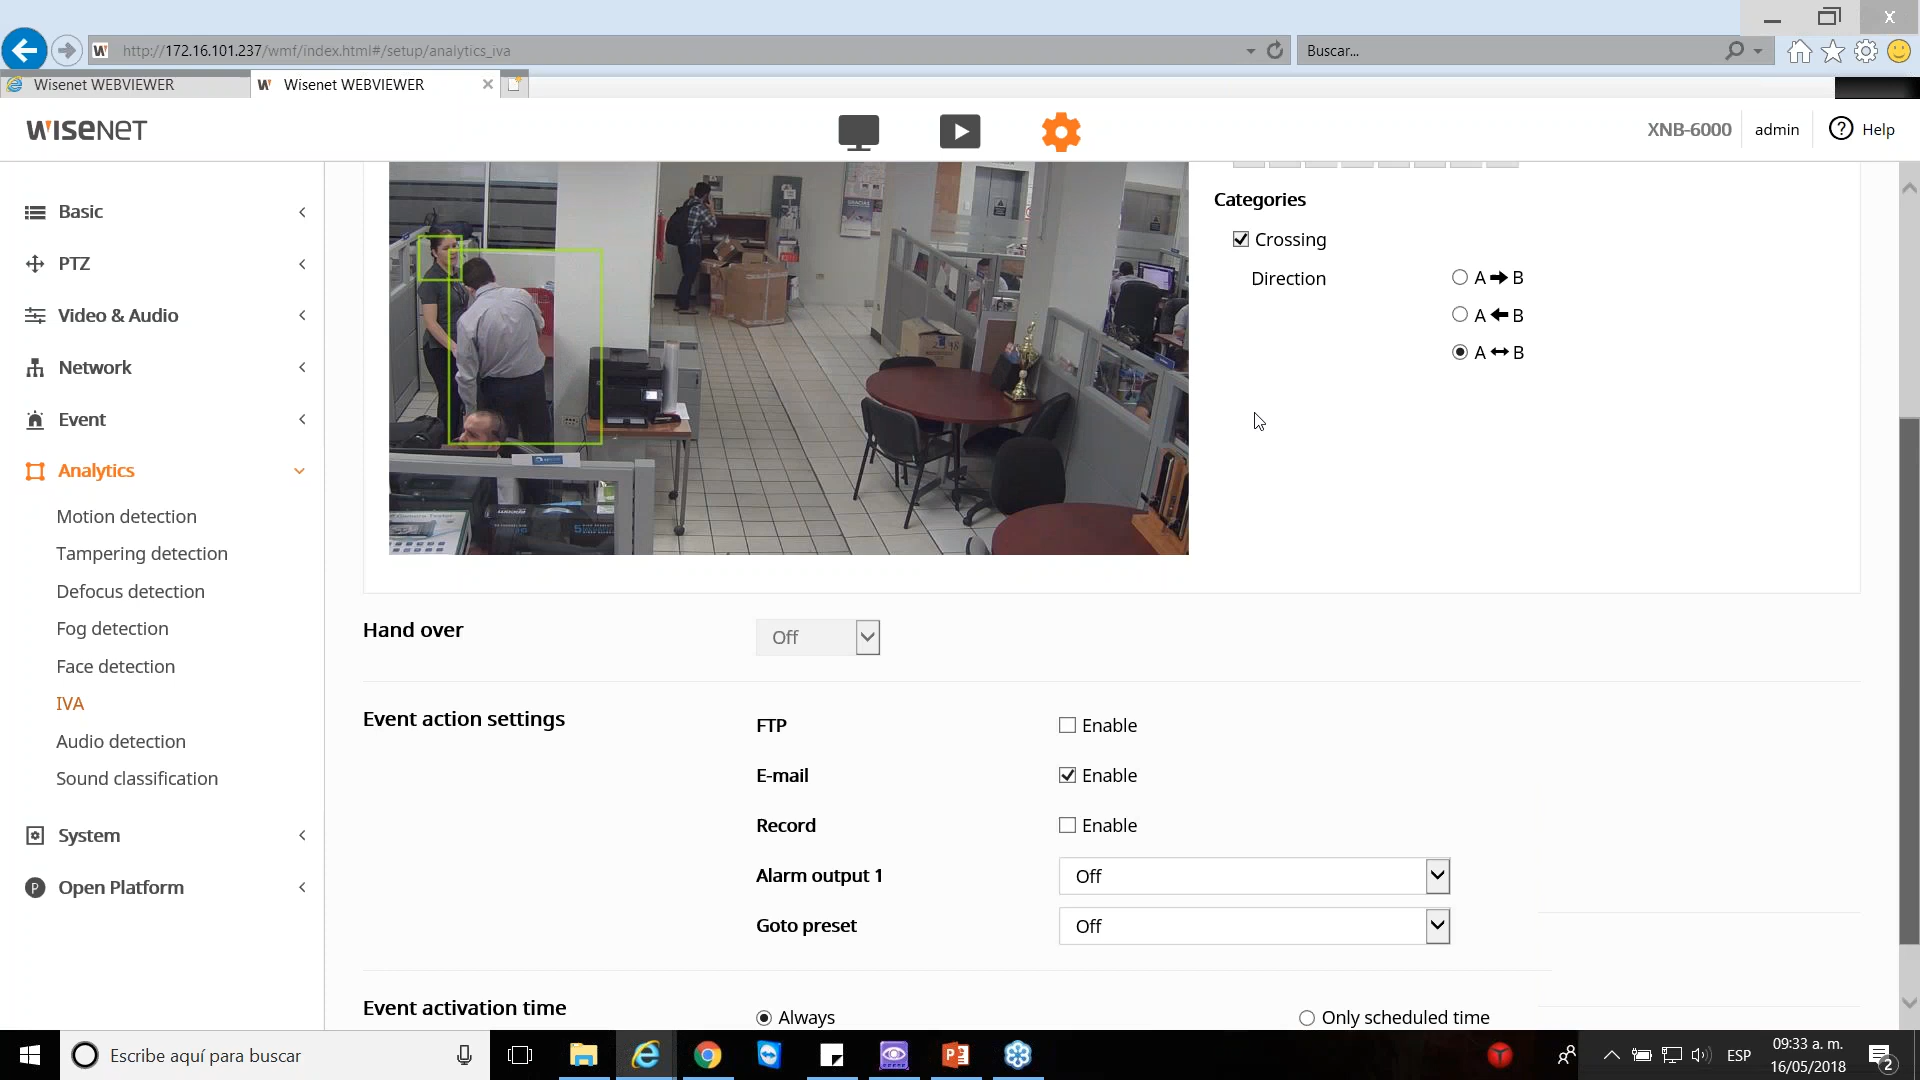 http://172.16.101.237/wmf/index.html#/setup/analytics_iva
Buscar...
Wisenet WEBVIEWER
Wisenet WEBVIEWER
WISENET
XNB-6000
admin
Help
Basic
PTZ
Video & Audio
Network
Event
Analytics
Motion detection
Tampering detection
Defocus detection
Fog detection
Face detection
IVA
Audio detection
Sound classification
System
Open Platform
GRACIAS
Categories
Crossing
Direction
A B
A B
A B
Hand over
Off
Event action settings
FTP
Enable
E-mail
Enable
Record
Enable
Alarm output 1
Off
Goto preset
Off
Event activation time
Always
Only scheduled time
Escribe aquí para buscar
ESP
09:33 a. m.
16/05/2018
2